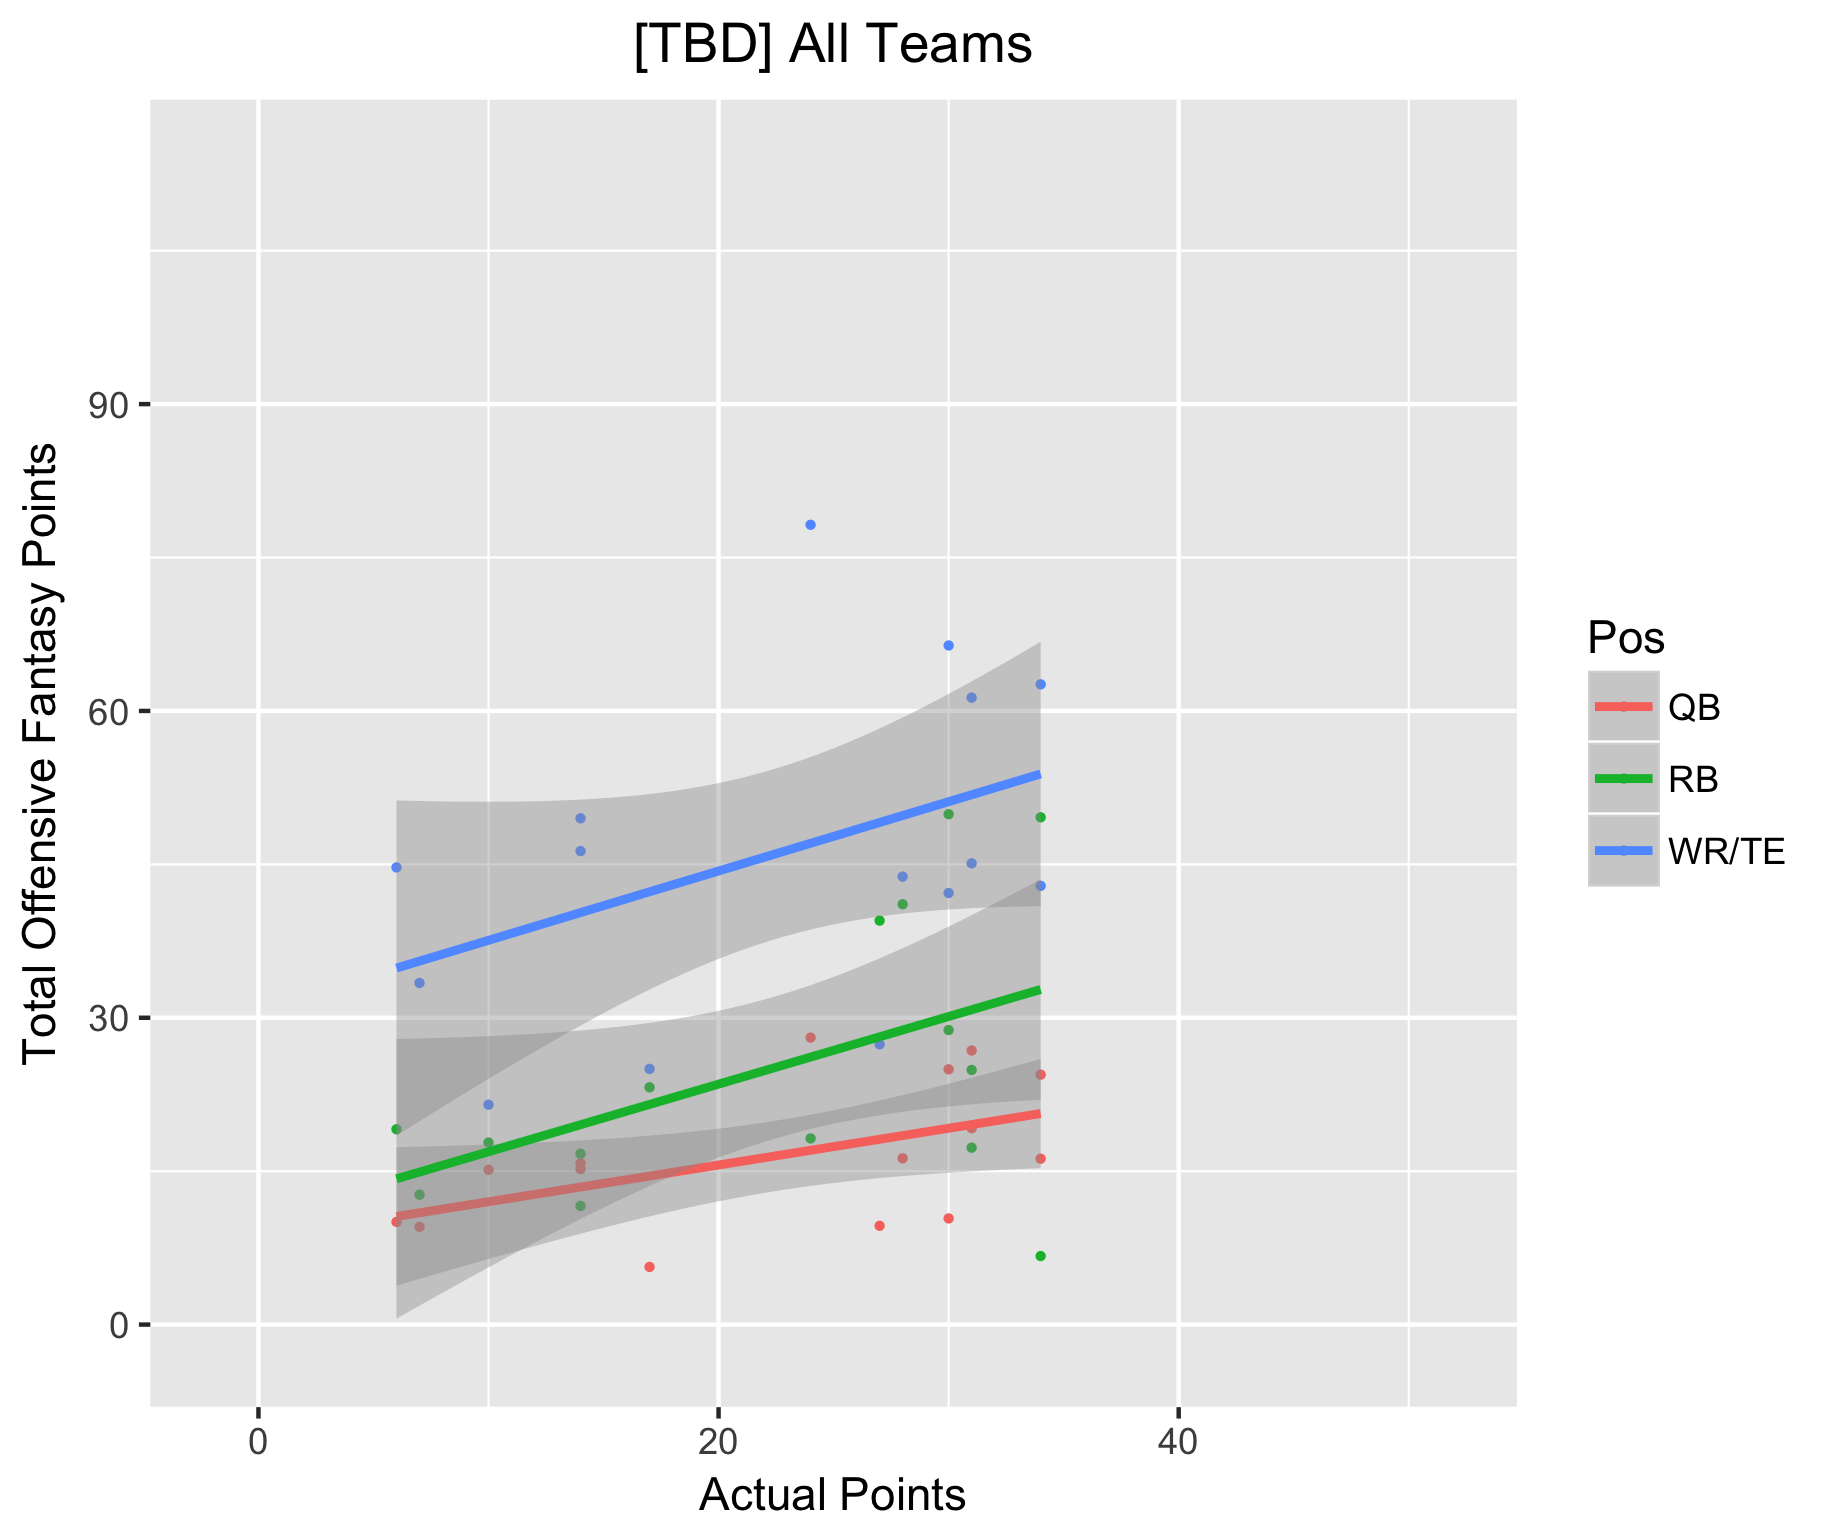 [TBD] All Teams
Total Offensive Fantasy Points
90
60
30
0
0
20
40
Actual Points
Pos
QB
RB
WR/TE